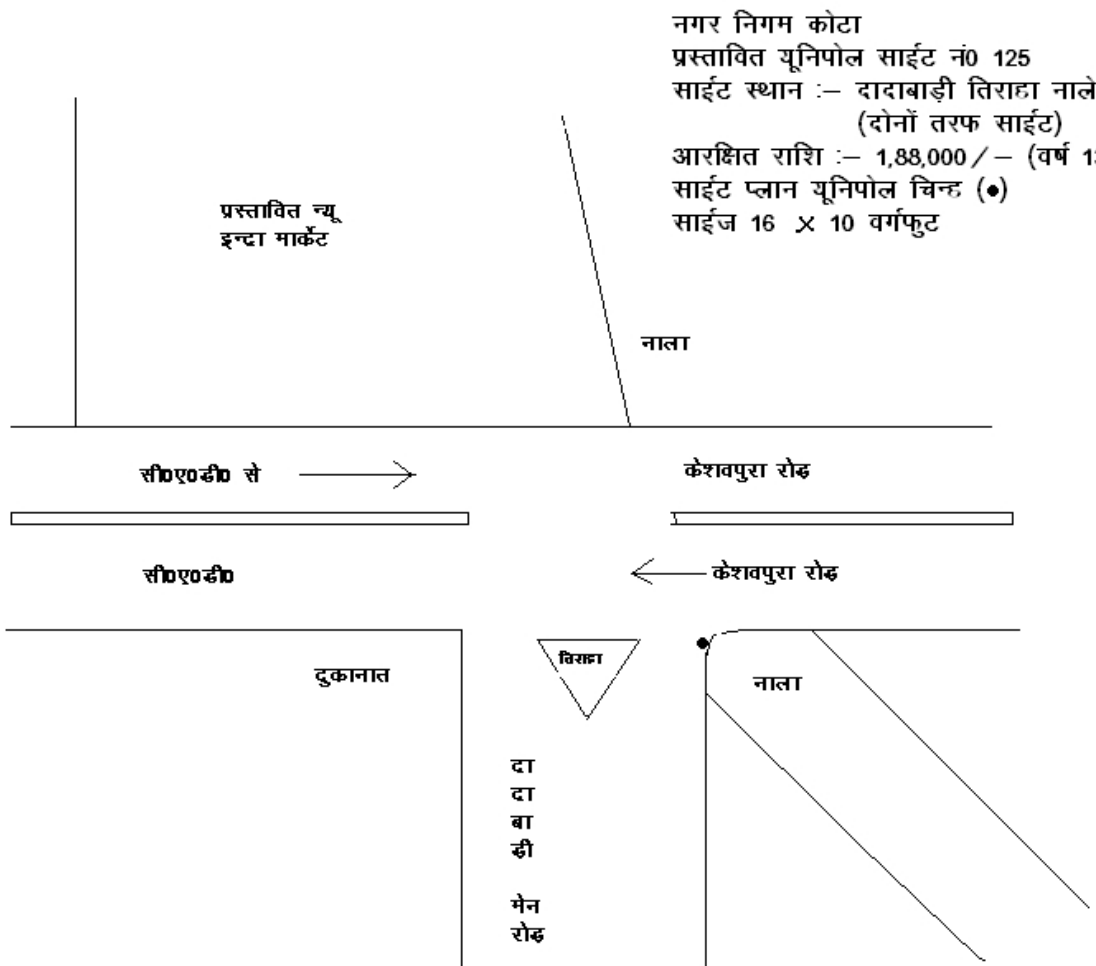 नगर निगम कोटा
प्रस्तावित यूनिपोल साईट नं0 125
साईट स्थान :– दादाबाड़ी तिराहा नाले
(दोनों तरफ साईट)
आरक्षित राशि :– 1,88,000 / – (वर्ष
साईट प्लान यूनिपोल चिन्ह (●)
साईज 16 X 10 वर्गफुट
प्रस्तावित न्यू
इन्द्रा मार्केट
नाला
सी0ए0डी0 से
केशवपुरा रोड़
सी0ए0डी0
केशवपुरा रोड़
दुकानात
तिराहा
नाला
दा
दा
बा
ड़ी
मेन
रोड़